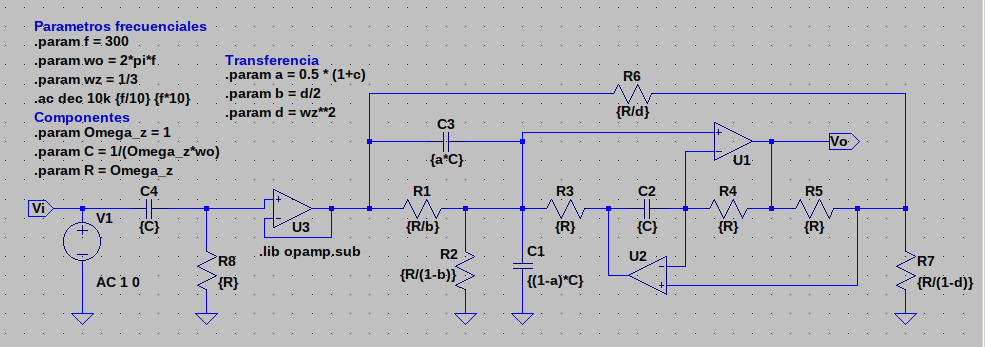 Parametros frecuenciales
.param f = 300
.param wo = 2*pi*f
.param wz = 1/3
.ac dec 10k {f/10} {f*10}
Componentes
.param Omega_z = 1
.param C = 1/(Omega_z*wo)
.param R = Omega_z
Transferencia
.param a = 0.5 * (1+c)
.param b = d/2
.param d = wz**2
R6
{R/d}
C3
{a*C}
U1
Vo
Vi
V1
AC 1 0
C4
{C}
R8
{R}
U3
.lib opamp.sub
R1
{R/b}
R2
{R/(1-b)}
C1
{(1-a)*C}
R3
{R}
C2
{C}
U2
R4
{R}
R5
{R}
R7
{R/(1-d)}